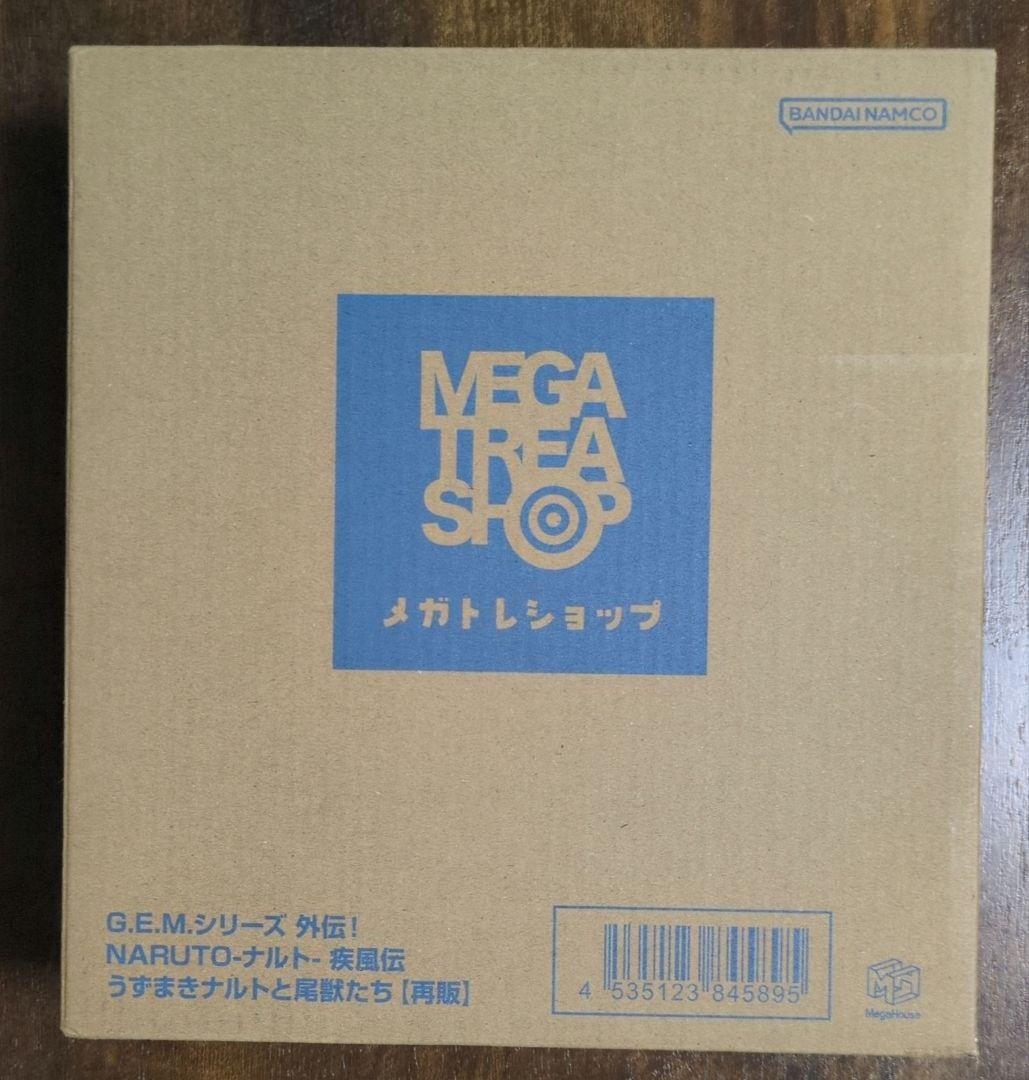 BANDAI NAMCO
MEGA
TREA
SHOP
メガトレショップ
G.E.M.シリーズ 外伝!
NARUTO-ナルト- 疾風伝
うずまきナルトと尾獣たち【再販】
4 535123 845895
MegaHouse